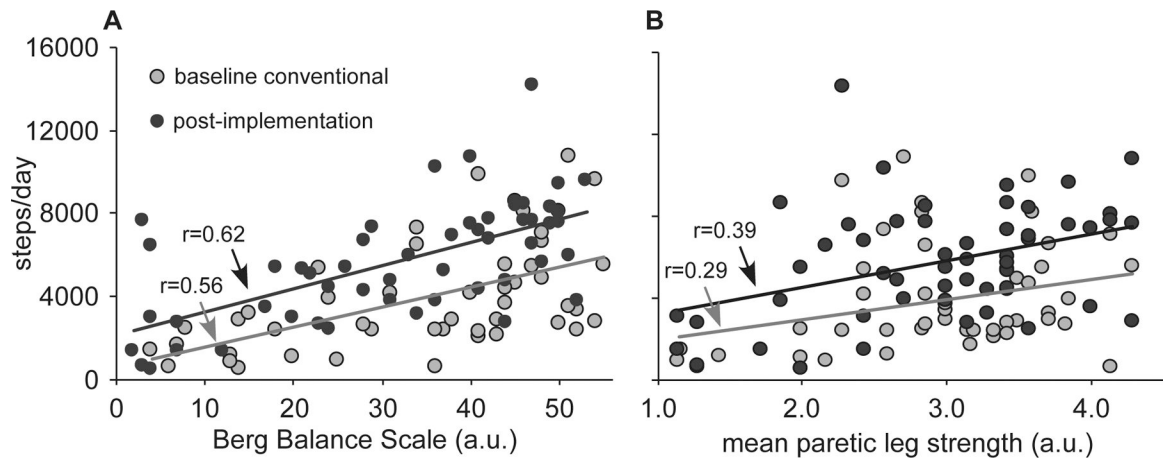 A
B
16000
12000
8000
4000
0
steps/day
baseline conventional
post-implementation
r=0.62
r=0.56
0
10
20
30
40
50
Berg Balance Scale (a.u.)
r=0.39
r=0.29
1.0
2.0
3.0
4.0
mean paretic leg strength (a.u.)